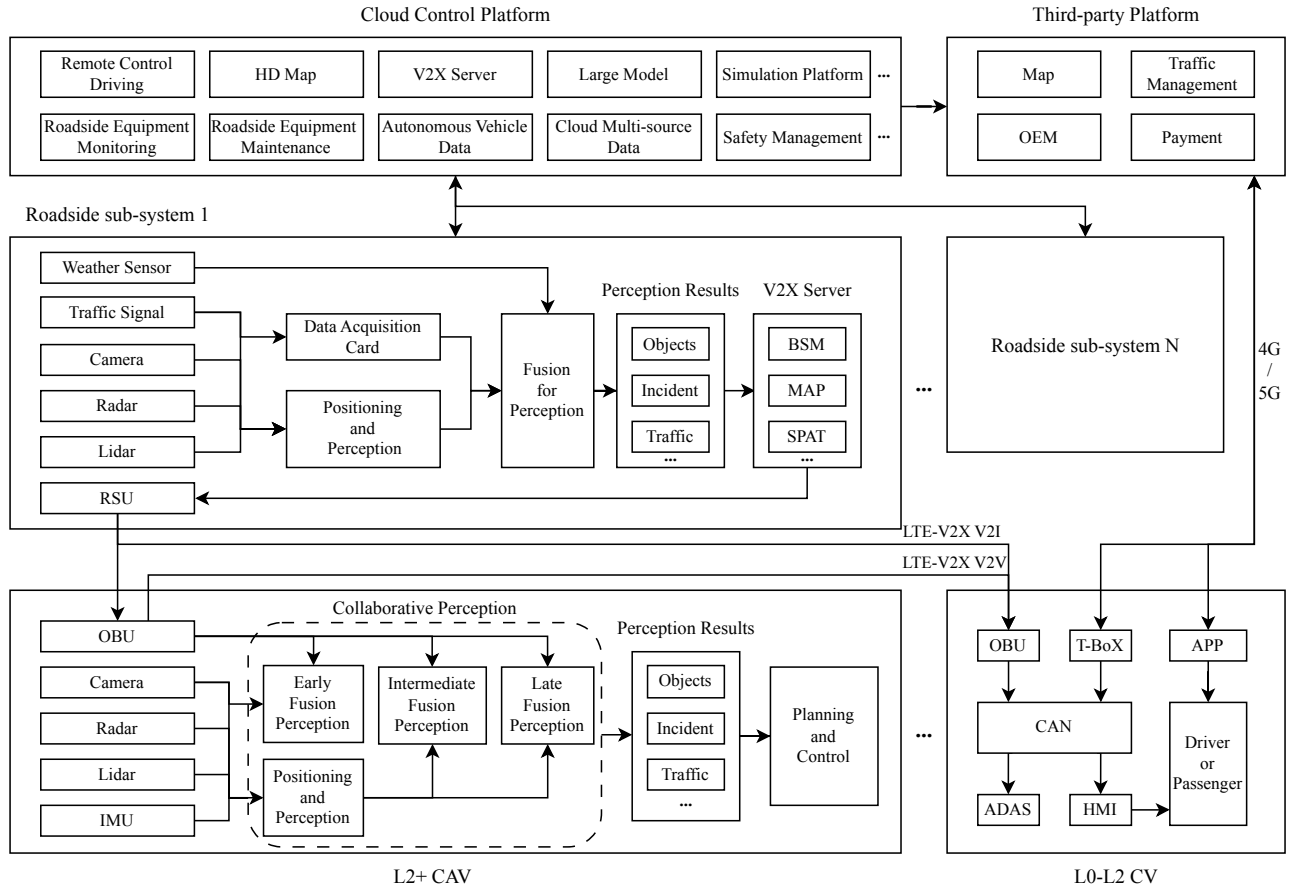 Cloud Control Platform
Third-party Platform
Remote Control
Driving
HD Map
V2X Server
Large Model
Simulation Platform
...
Roadside Equipment
Monitoring
Roadside Equipment
Maintenance
Autonomous Vehicle
Data
Cloud Multi-source
Data
Safety Management
...
Map
Traffic
Management
OEM
Payment
Roadside sub-system 1
Weather Sensor
Traffic Signal
Camera
Radar
Lidar
RSU
Data Acquisition
Card
Positioning
and
Perception
Fusion
for
Perception
Perception Results
Objects
Incident
Traffic
...
V2X Server
BSM
MAP
SPAT
...
...
Roadside sub-system N
4G
/
5G
LTE-V2X V2I
LTE-V2X V2V
OBU
Camera
Radar
Lidar
IMU
Collaborative Perception
Early
Fusion
Perception
Intermediate
Fusion
Perception
Late
Fusion
Perception
Positioning
and
Perception
Perception Results
Objects
Incident
Traffic
...
Planning
and
Control
...
OBU
T-BoX
APP
CAN
ADAS
HMI
Driver
or
Passenger
L2+ CAV
L0-L2 CV